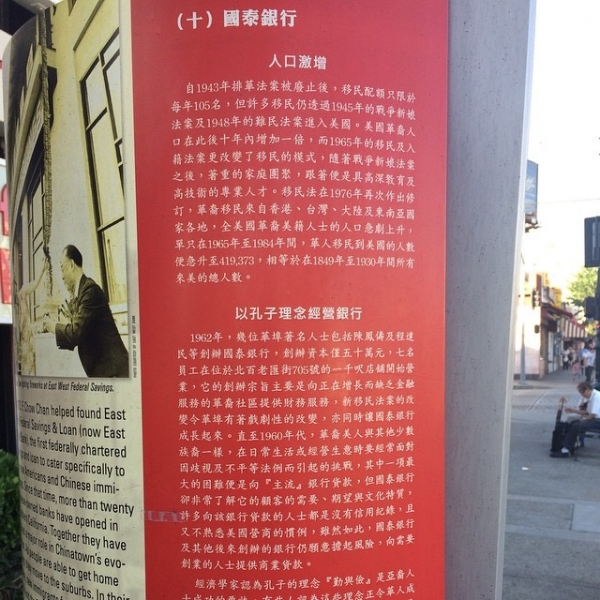 (十) 國泰銀行
人口激增
自1943年排華法案被廢止後，移民配額只限於
每年105名，但許多移民仍透過1945年的戰爭新娘
法案及1948年的難民法案進入美國。美國華裔人
口在此後十年內增加一倍，而1965年的移民及入
籍法案更改變了移民的模式，隨著戰爭新娘法案
之後，著重的家庭團聚，跟著便是具高深教育及
高技術的專業人才。移民法在1976年再次作出修
訂，華裔移民來自香港、台灣、大陸及東南亞國
家各地，全美國華裔美籍人士的人口急劇上升，
單只在1965年至1984年間，華人移民到美國的人數
便急升至419,373，相等於在1849年至1930年間所有
來美的總人數。
以孔子理念經營銀行
1962年，幾位華埠著名人士包括陳鳳儔及程達
民等創辦國泰銀行，創辦資本僅五十萬元，七名
員工在位於北百老匯街705號的一千呎店舖開始營
業，它的創辦宗旨主要是向正在增長而缺乏金融
服務的華裔社區提供財務服務，新移民法案的改
變令華埠有著戲劇性的改變，亦同時讓國泰銀行
成長起來。直至1960年代，華裔美人與其他少數
族裔一樣，在日常生活或營生意時要經常面對
因歧視及不平等法例而引起的挑戰，其中一項最
大的困難便是向『主流』銀行貸款，但國泰銀行
卻非常了解它的顧客的需要、期望與文化特質，
許多向該銀行貸款的人士都是沒有信用紀錄，且
又不熟悉美國營商的慣例，雖然如此，國泰銀行
及其他後來創辦的銀行仍願意擔起風險，向需要
創業的人士提供商業貸款。
經濟學家認為孔子的理念『勤與儉』是亞裔人
lighting fireworks at East West Federal Savings.
Chow Chan helped found East
Savings & Loan (now East
the first federally chartered
and loan to cater specifically to
Americans and Chinese immi-
Since that time, more than twenty
owned banks have opened in
California. Together they have
major role in Chinatown's evo-
people are able to get home
move to the suburbs. In their